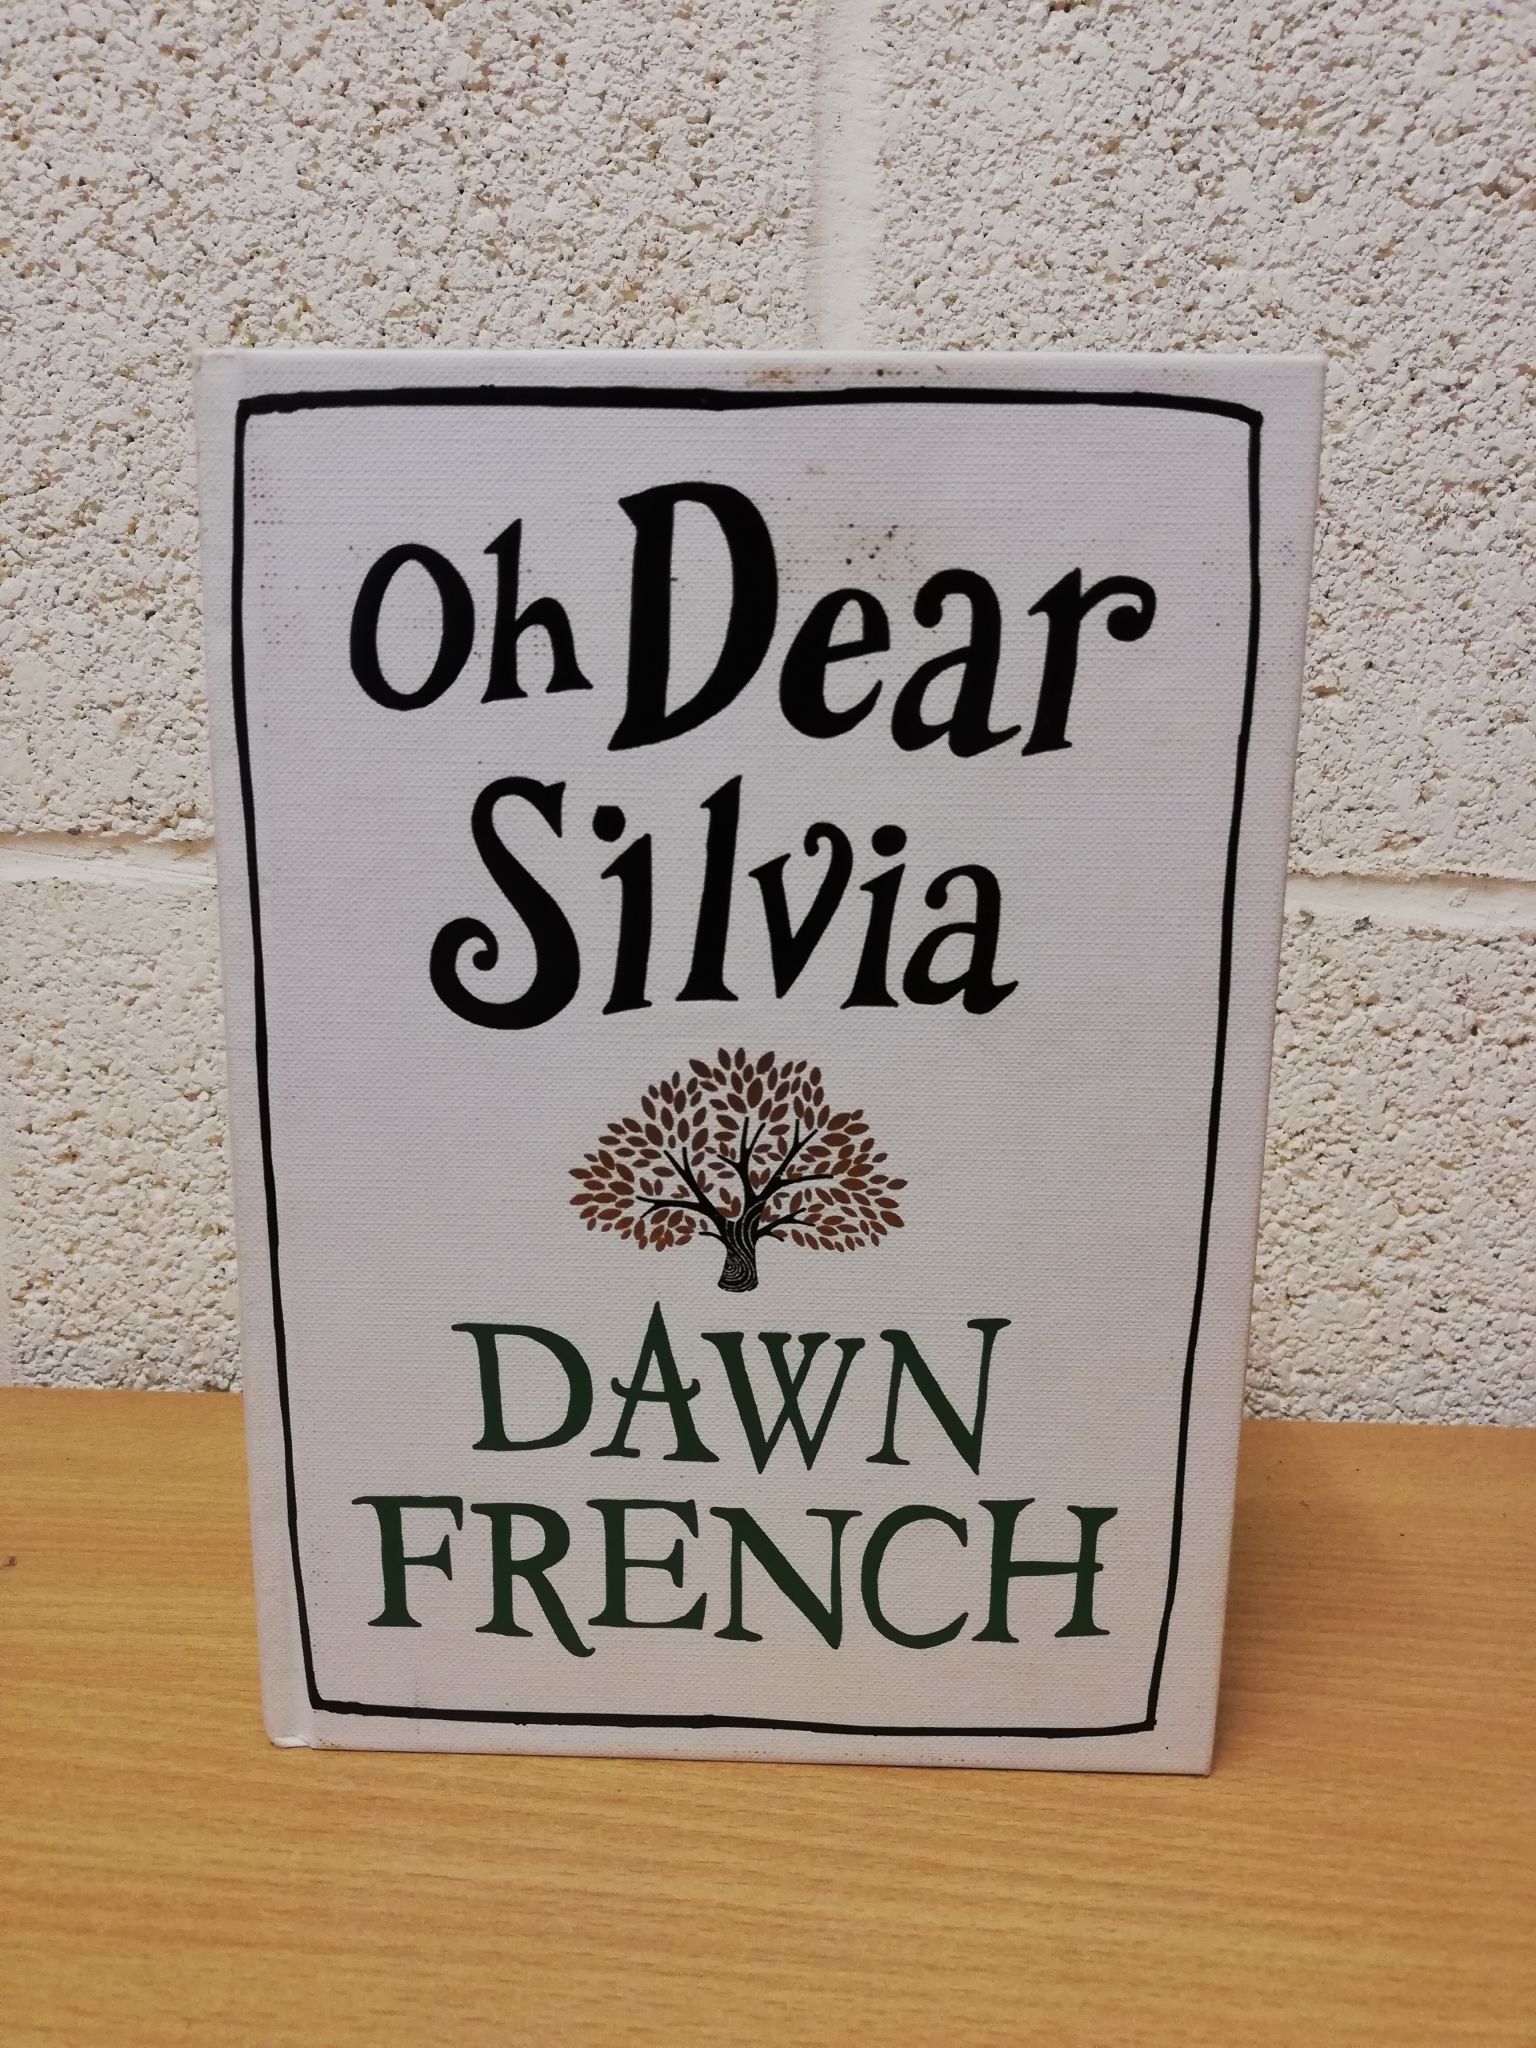 Oh Dear
Silvia
DAWN
FRENCH